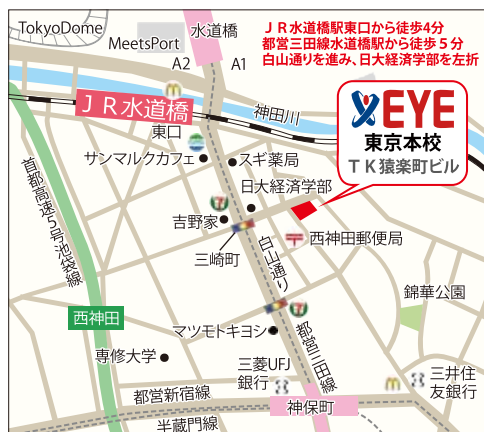 TokyoDome
MeetsPort
水道橋
A2
A1
ＪＲ水道橋駅東口から徒歩4分
都営三田線水道橋駅から徒歩５分
白山通りを進み、日大経済学部を左折
ＪＲ水道橋
東口
神田川
EYE
東京本校
ＴＫ猿楽町ビル
サンマルクカフェ
スギ薬局
日大経済学部
首都高速5号池袋線
吉野家
三崎町
白山通り
西神田郵便局
西神田
錦華公園
マツモトキヨシ
都営三田線
専修大学
三菱UFJ
銀行
三井住
友銀行
都営新宿線
神保町
半蔵門線